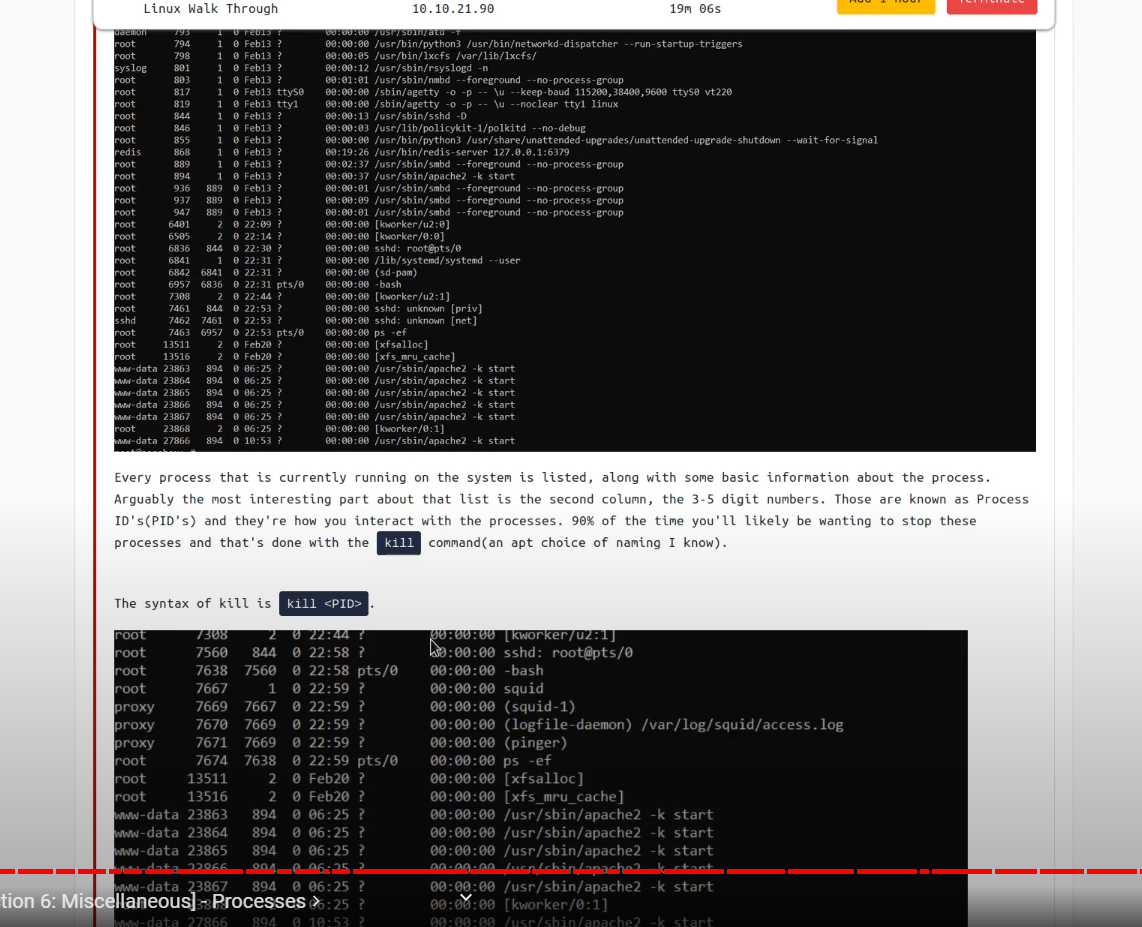 Linux Walk Through 10.10.21.90 19m 06s Add 1 hour Terminate
daemon 793 1 0 Feb13 ? 00:00:00 /usr/sbin/atd -f
root 794 1 0 Feb13 ? 00:00:00 /usr/bin/python3 /usr/bin/networkd-dispatcher --run-startup-triggers
root 798 1 0 Feb13 ? 00:00:05 /usr/bin/lxcfs /var/lib/lxcfs/
syslog 801 1 0 Feb13 ? 00:00:12 /usr/sbin/rsyslogd -n
root 803 1 0 Feb13 ? 00:01:01 /usr/sbin/nmbd --foreground --no-process-group
root 817 1 0 Feb13 ttyS0 00:00:00 /sbin/agetty -o -p -- \u --keep-baud 115200,38400,9600 ttyS0 vt220
root 819 1 0 Feb13 tty1 00:00:00 /sbin/agetty -o -p -- \u --noclear tty1 linux
root 844 1 0 Feb13 ? 00:00:13 /usr/sbin/sshd -D
root 846 1 0 Feb13 ? 00:00:03 /usr/lib/policykit-1/polkitd --no-debug
root 855 1 0 Feb13 ? 00:00:00 /usr/bin/python3 /usr/share/unattended-upgrades/unattended-upgrade-shutdown --wait-for-signal
redis 868 1 0 Feb13 ? 00:19:26 /usr/bin/redis-server 127.0.0.1:6379
root 889 1 0 Feb13 ? 00:02:37 /usr/sbin/smbd --foreground --no-process-group
root 894 1 0 Feb13 ? 00:00:37 /usr/sbin/apache2 -k start
root 936 889 0 Feb13 ? 00:00:01 /usr/sbin/smbd --foreground --no-process-group
root 937 889 0 Feb13 ? 00:00:09 /usr/sbin/smbd --foreground --no-process-group
root 947 889 0 Feb13 ? 00:00:01 /usr/sbin/smbd --foreground --no-process-group
root 6401 2 0 22:09 ? 00:00:00 [kworker/u2:0]
root 6505 2 0 22:14 ? 00:00:00 [kworker/0:0]
root 6836 844 0 22:30 ? 00:00:00 sshd: root@pts/0
root 6841 1 0 22:31 ? 00:00:00 /lib/systemd/systemd --user
root 6842 6841 0 22:31 ? 00:00:00 (sd-pam)
root 6957 6836 0 22:31 pts/0 00:00:00 -bash
root 7308 2 0 22:44 ? 00:00:00 [kworker/u2:1]
root 7461 844 0 22:53 ? 00:00:00 sshd: unknown [priv]
sshd 7462 7461 0 22:53 ? 00:00:00 sshd: unknown [net]
root 7463 6957 0 22:53 pts/0 00:00:00 ps -ef
root 13511 2 0 Feb20 ? 00:00:00 [xfsalloc]
root 13516 2 0 Feb20 ? 00:00:00 [xfs_mru_cache]
www-data 23863 894 0 06:25 ? 00:00:00 /usr/sbin/apache2 -k start
www-data 23864 894 0 06:25 ? 00:00:00 /usr/sbin/apache2 -k start
www-data 23865 894 0 06:25 ? 00:00:00 /usr/sbin/apache2 -k start
www-data 23866 894 0 06:25 ? 00:00:00 /usr/sbin/apache2 -k start
www-data 23867 894 0 06:25 ? 00:00:00 /usr/sbin/apache2 -k start
root 23868 2 0 06:25 ? 00:00:00 [kworker/0:1]
www-data 27866 894 0 10:53 ? 00:00:00 /usr/sbin/apache2 -k start
Every process that is currently running on the system is listed, along with some basic information about the process.
Arguably the most interesting part about that list is the second column, the 3-5 digit numbers. Those are known as Process
ID's(PID's) and they're how you interact with the processes. 90% of the time you'll likely be wanting to stop these
processes and that's done with the kill command(an apt choice of naming I know).
The syntax of kill is kill <PID>.
root 7308 2 0 22:44 ? 00:00:00 [kworker/u2:1]
root 7560 844 0 22:58 ? 00:00:00 sshd: root@pts/0
root 7638 7560 0 22:58 pts/0 00:00:00 -bash
root 7667 1 0 22:59 ? 00:00:00 squid
proxy 7669 7667 0 22:59 ? 00:00:00 (squid-1)
proxy 7670 7669 0 22:59 ? 00:00:00 (logfile-daemon) /var/log/squid/access.log
proxy 7671 7669 0 22:59 ? 00:00:00 (pinger)
root 7674 7638 0 22:59 pts/0 00:00:00 ps -ef
root 13511 2 0 Feb20 ? 00:00:00 [xfsalloc]
root 13516 2 0 Feb20 ? 00:00:00 [xfs_mru_cache]
www-data 23863 894 0 06:25 ? 00:00:00 /usr/sbin/apache2 -k start
www-data 23864 894 0 06:25 ? 00:00:00 /usr/sbin/apache2 -k start
www-data 23865 894 0 06:25 ? 00:00:00 /usr/sbin/apache2 -k start
www-data 23866 894 0 06:25 ? 00:00:00 /usr/sbin/apache2 -k start
www-data 23867 894 0 06:25 ? 00:00:00 /usr/sbin/apache2 -k start
tion 6: Miscellaneous] - Processes >
2 0 06:25 ? 00:00:00 [kworker/0:1]
www-data 27866 894 0 10:53 ? 00:00:00 /usr/sbin/apache2 -k start